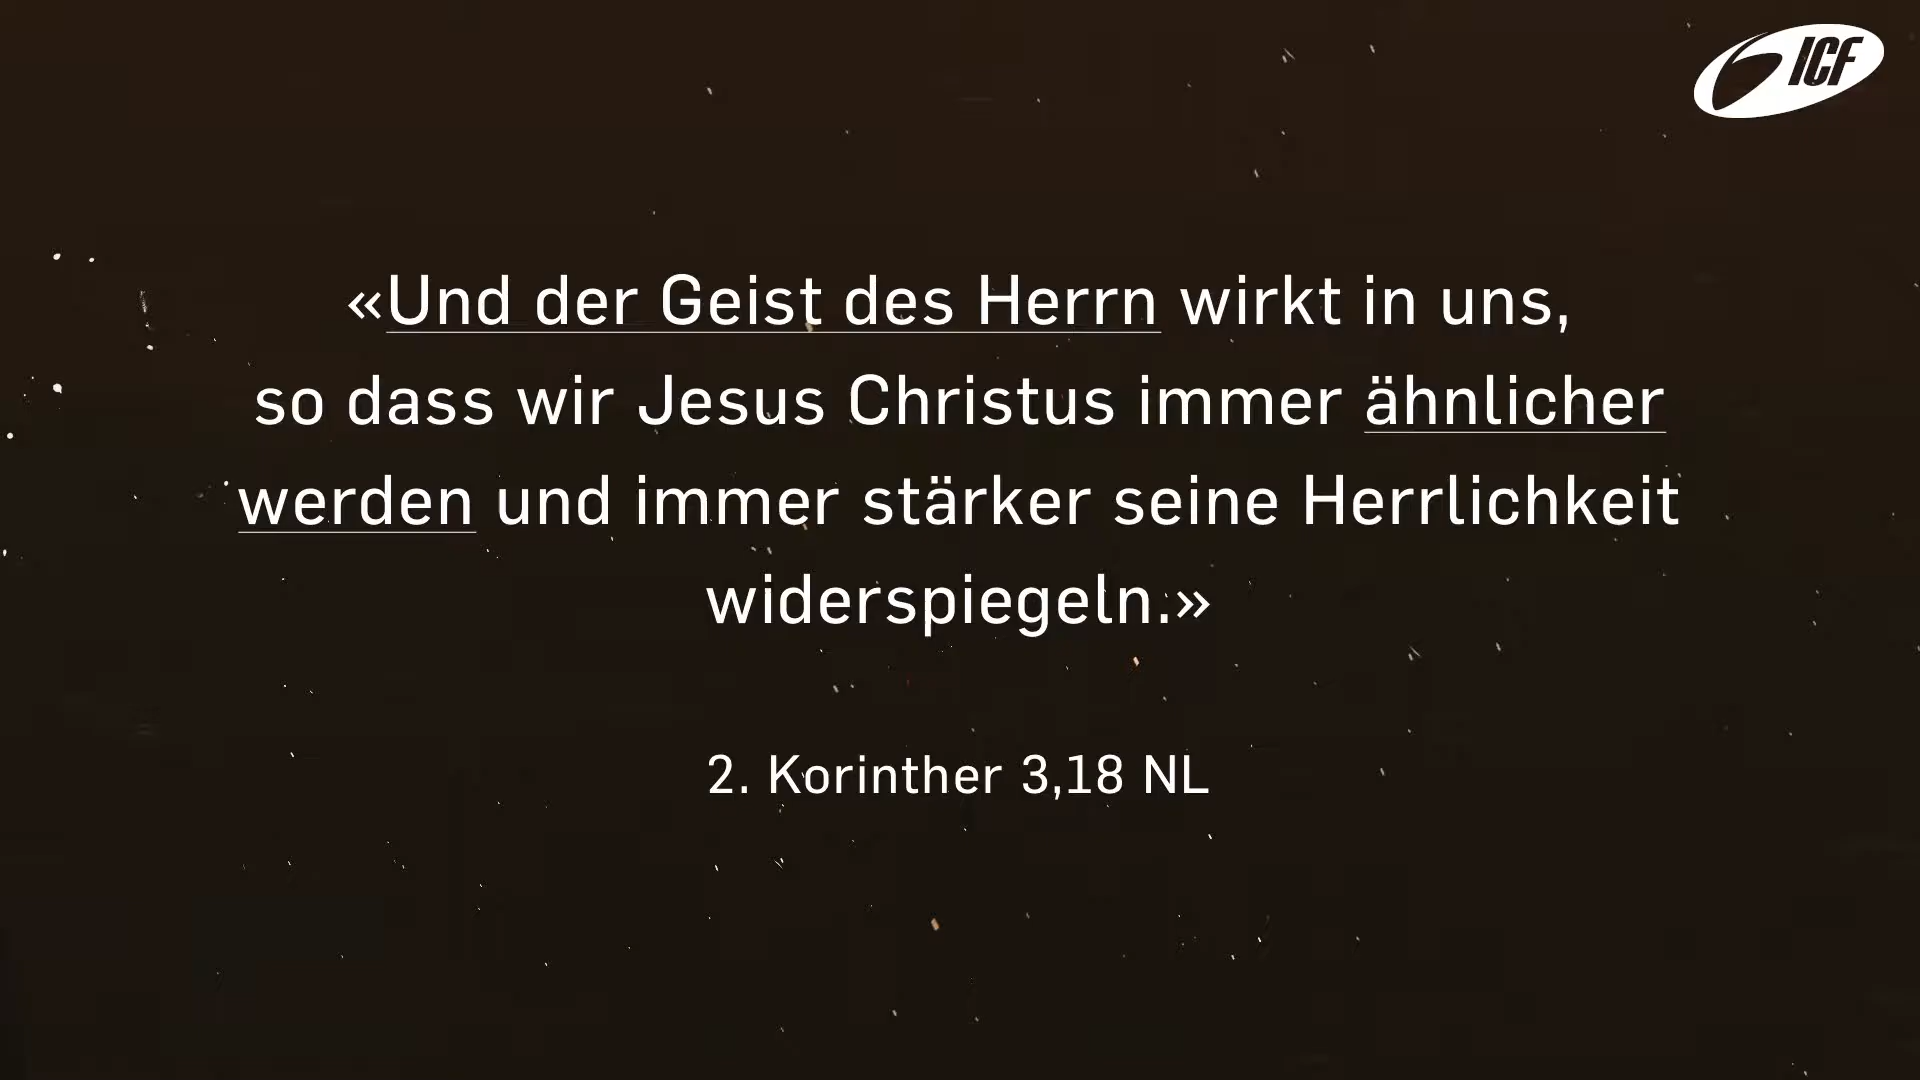 ICF
«Und der Geist des Herrn wirkt in uns,
so dass wir Jesus Christus immer ähnlicher
werden und immer stärker seine Herrlichkeit
widerspiegeln.»
2. Korinther 3,18 NL